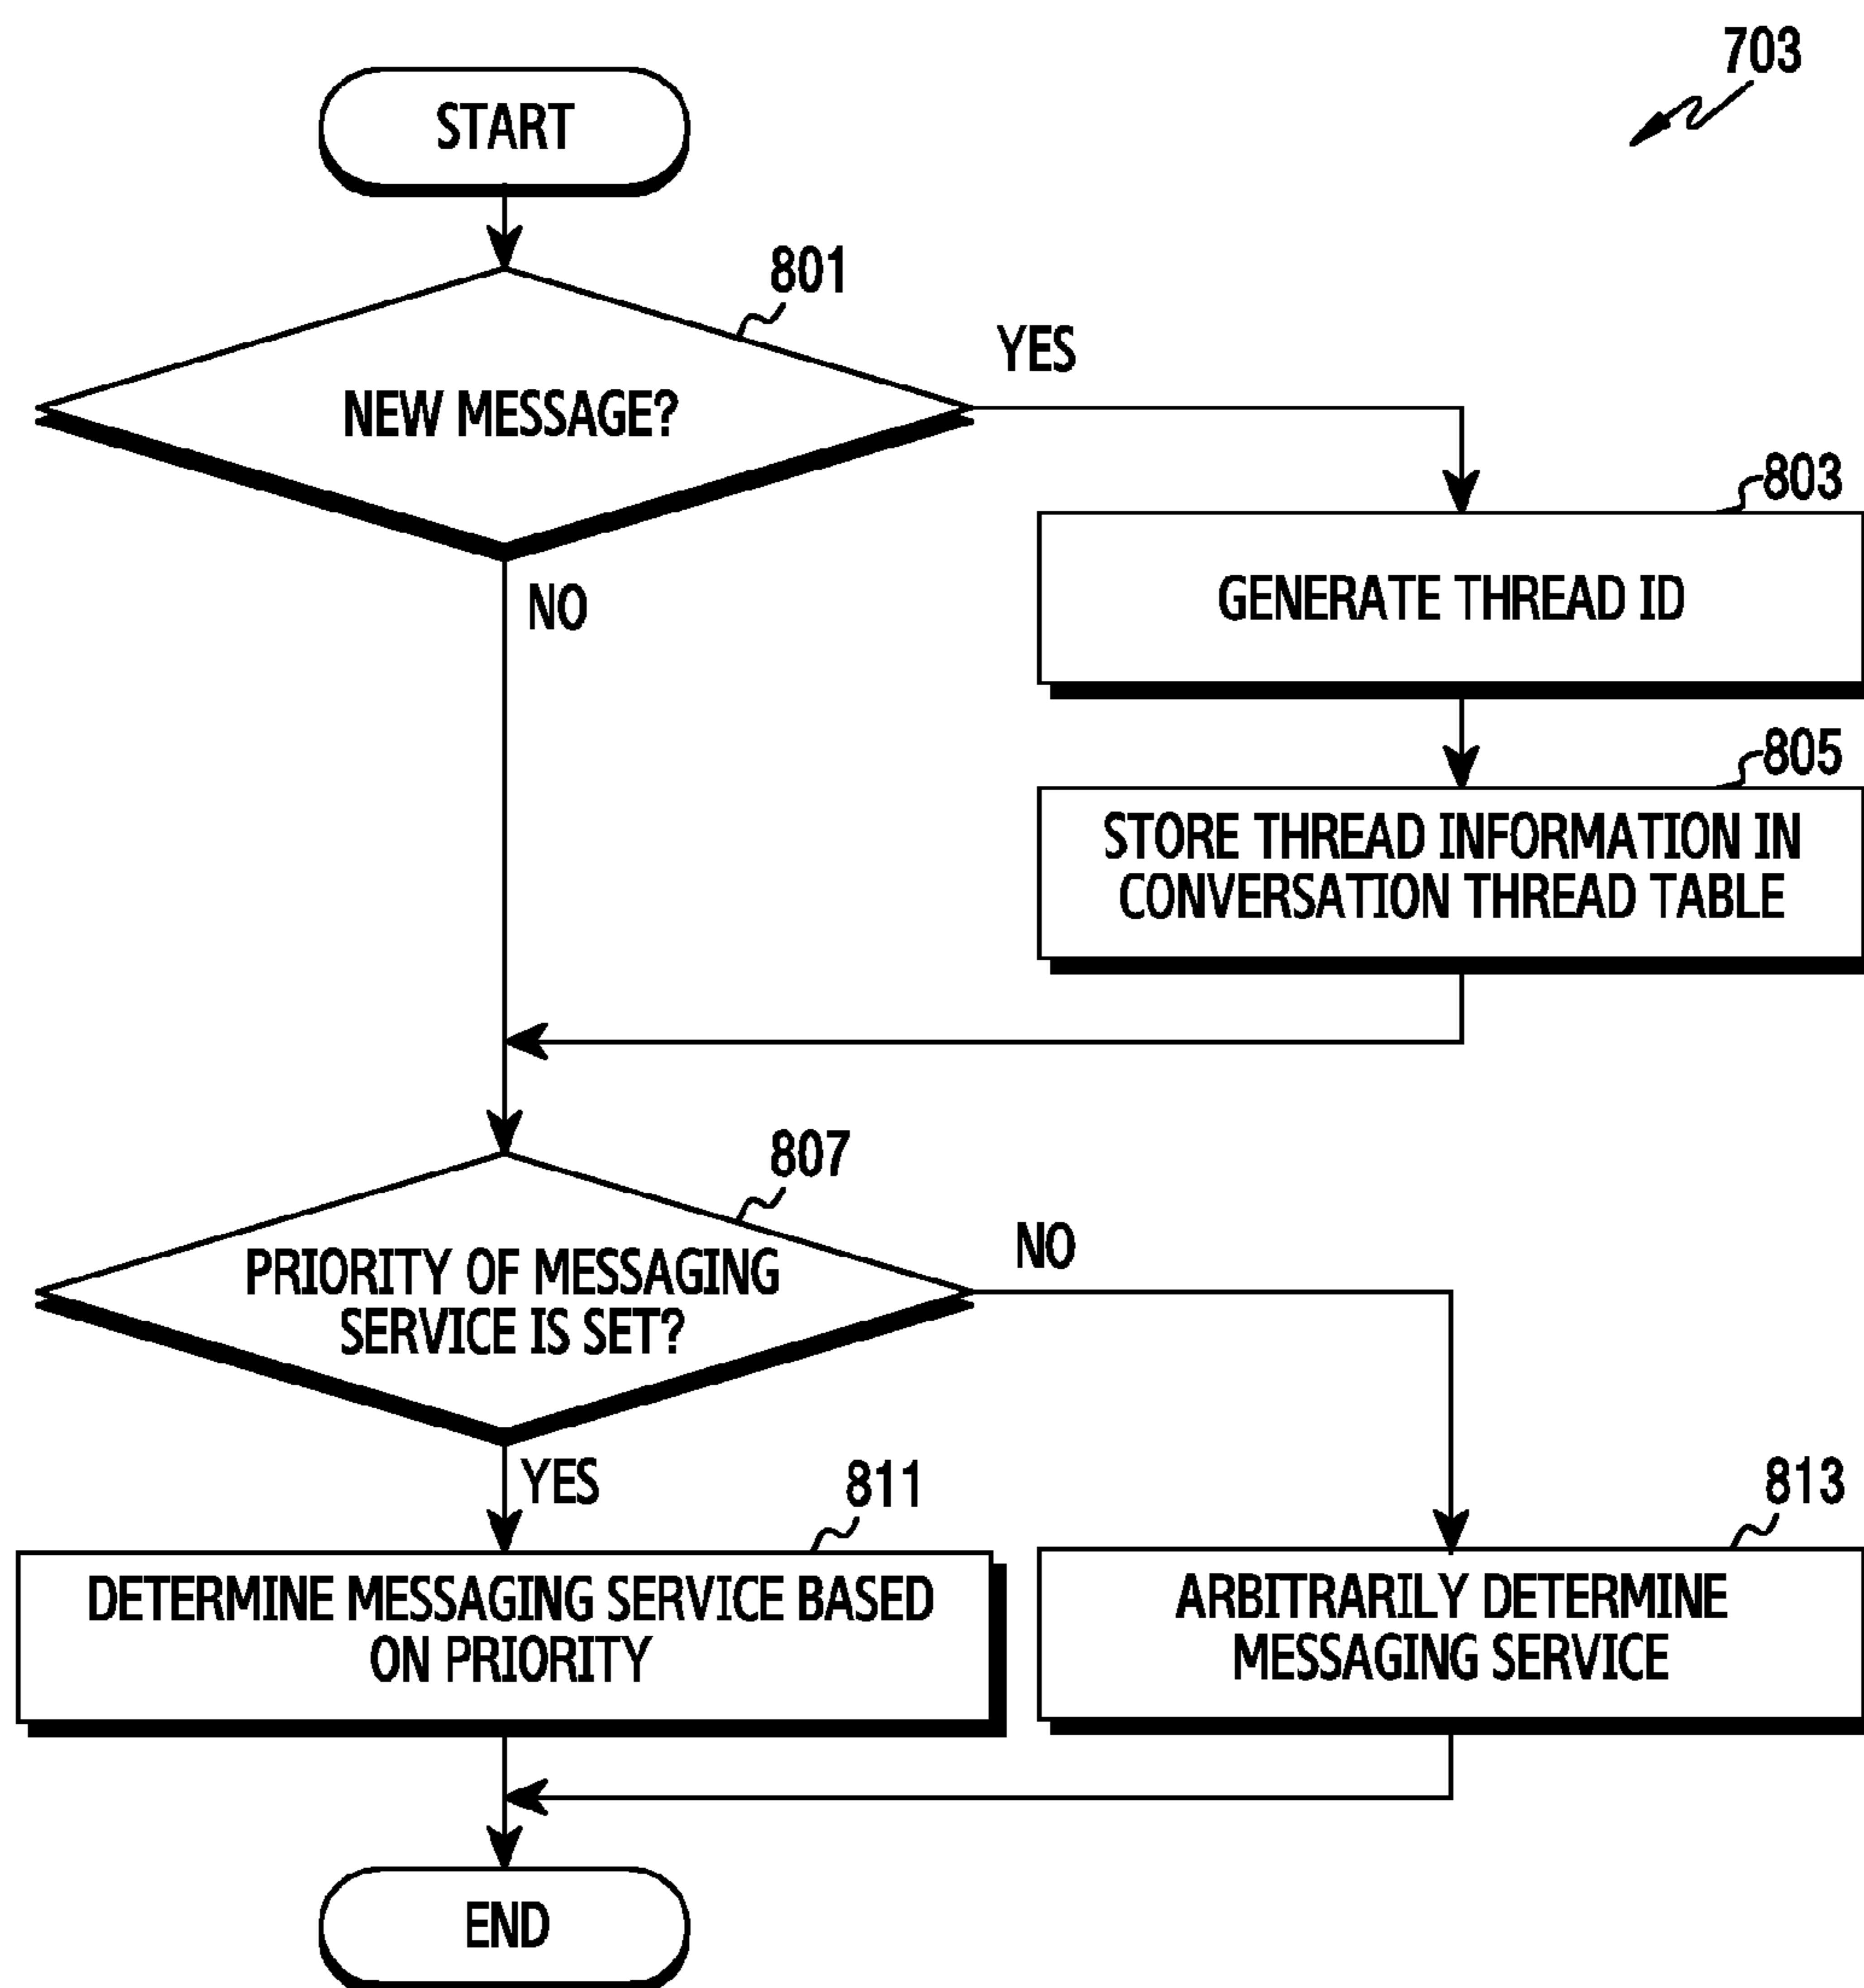 703
START
801
NEW MESSAGE?
YES
NO
803
GENERATE THREAD ID
805
STORE THREAD INFORMATION IN
CONVERSATION THREAD TABLE
807
PRIORITY OF MESSAGING
SERVICE IS SET?
NO
YES
811
DETERMINE MESSAGING SERVICE BASED
ON PRIORITY
813
ARBITRARILY DETERMINE
MESSAGING SERVICE
END